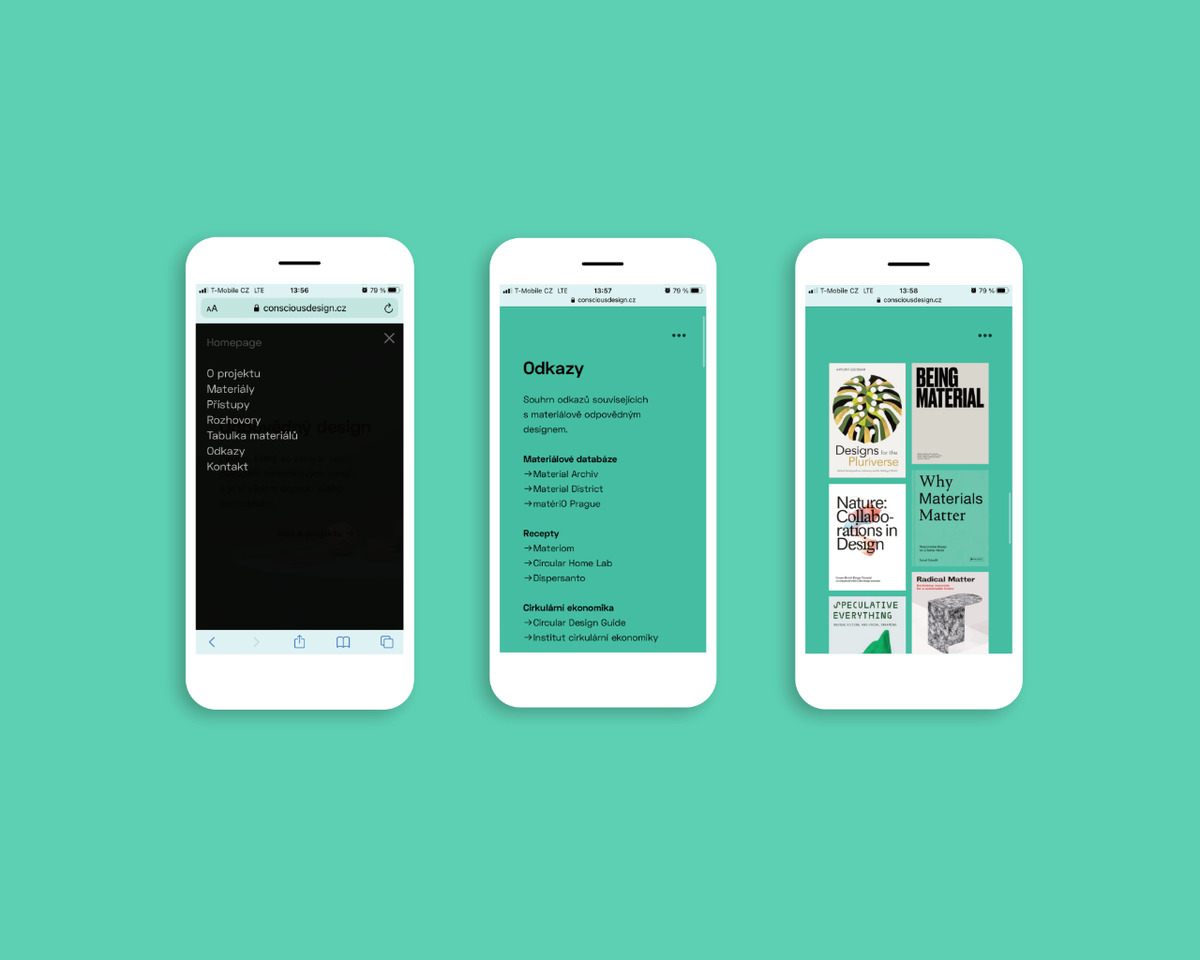 T-Mobile CZ LTE 13:56 79 %
AA consciousdesign.cz
Homepage
O projektu
Materiály
Přístupy
Rozhovory
Tabulka materiálů
Odkazy
Kontakt
T-Mobile CZ LTE 13:57 79 %
consciousdesign.cz
Odkazy
Souhrn odkazů souvisejících
s materiálově odpovědným
designem.
Materiálové databáze
→Material Archiv
→Material District
→matériO Prague
Recepty
→Materiom
→Circular Home Lab
→Dispersanto
Cirkulární ekonomika
→Circular Design Guide
→Institut cirkulární ekonomiky
T-Mobile CZ LTE 13:58 79 %
consciousdesign.cz
Designs for the
Pluriverse
BEING
MATERIAL
Nature:
Collabo-
rations in
Design
Why
Materials
Matter
SPECULATIVE
EVERYTHING
Radical Matter